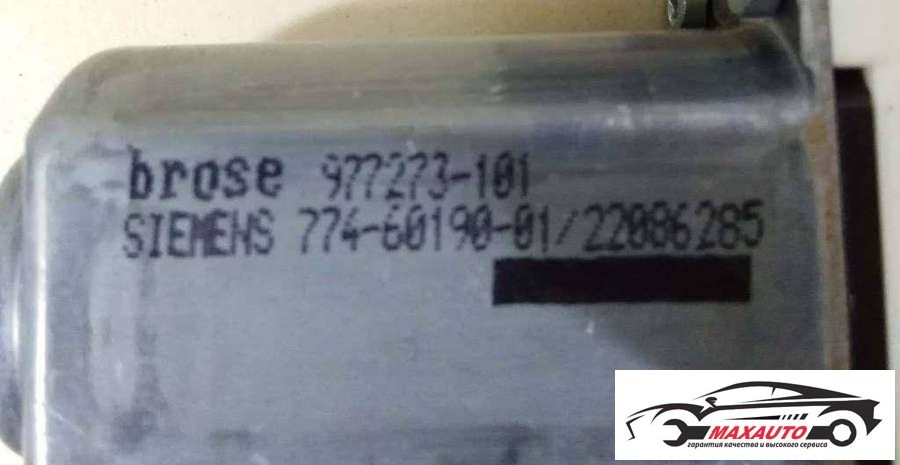 brose 977273-101
SIEMENS 774-60190-01/22086285
MAXAUTO
гарантия качества и высокого сервиса